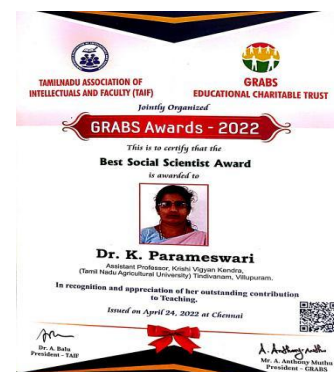 TAMILNADU ASSOCIATION OF
INTELLECTUALS AND FACULTY (TAIF)
GRABS
EDUCATIONAL CHARITABLE TRUST
Jointly Organized
GRABS Awards - 2022
This is to certify that the
Best Social Scientist Award
is awarded to
Dr. K. Parameswari
Assistant Professor, Krishi Vigyan Kendra,
(Tamil Nadu Agricultural University) Tindivanam, Villupuram.
In recognition and appreciation of her outstanding contribution
to Teaching.
Issued on April 24, 2022 at Chennai
Dr. A. Balu
President - TAIF
A. Anthony Muthu
Mr. A. Anthony Muthu
President - GRABS